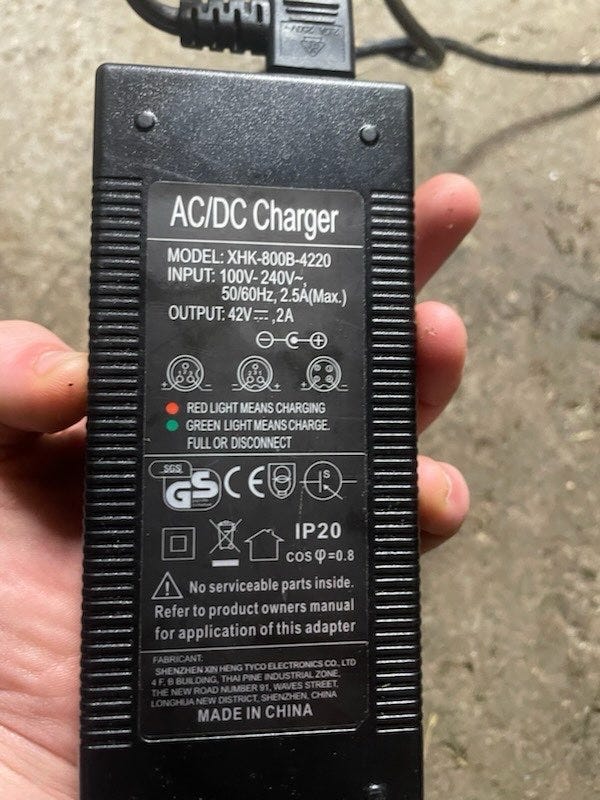 AC/DC Charger
MODEL: XHK-800B-4220
INPUT: 100V-240V~
50/60Hz, 2.5A(Max.)
OUTPUT: 42V⎓,2A
RED LIGHT MEANS CHARGING
GREEN LIGHT MEANS CHARGE.
FULL OR DISCONNECT
SGS
GS CE S
IP20
COS φ=0.8
No serviceable parts inside.
Refer to product owners manual
for application of this adapter
FABRICANT:
SHENZHEN XIN HENG TYCO ELECTRONICS CO., LTD
4 F, B BUILDING, THAI PINE INDUSTRIAL ZONE,
THE NEW ROAD NUMBER 91, WAVES STREET,
LONGHUA NEW DISTRICT, SHENZHEN, CHINA
MADE IN CHINA